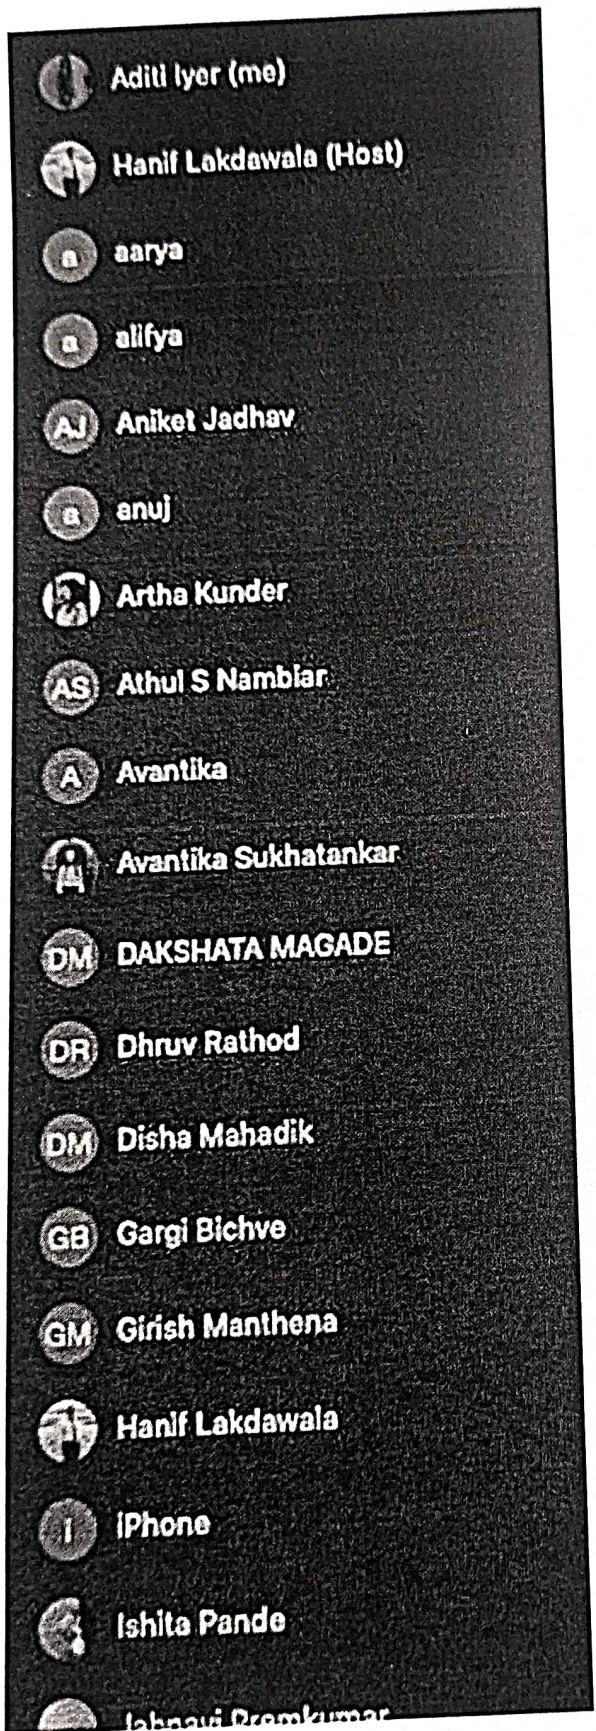 Aditi Iyer (me)
Hanif Lakdawala (Host)
a aarya
a alifya
AJ Aniket Jadhav
a anuj
Artha Kunder
AS Athul S Nambiar
A Avantika
Avantika Sukhatankar
DM DAKSHATA MAGADE
DR Dhruv Rathod
DM Disha Mahadik
GB Gargi Bichve
GM Girish Manthena
Hanif Lakdawala
I iPhone
Ishita Pande
Jahnavi Premkumar